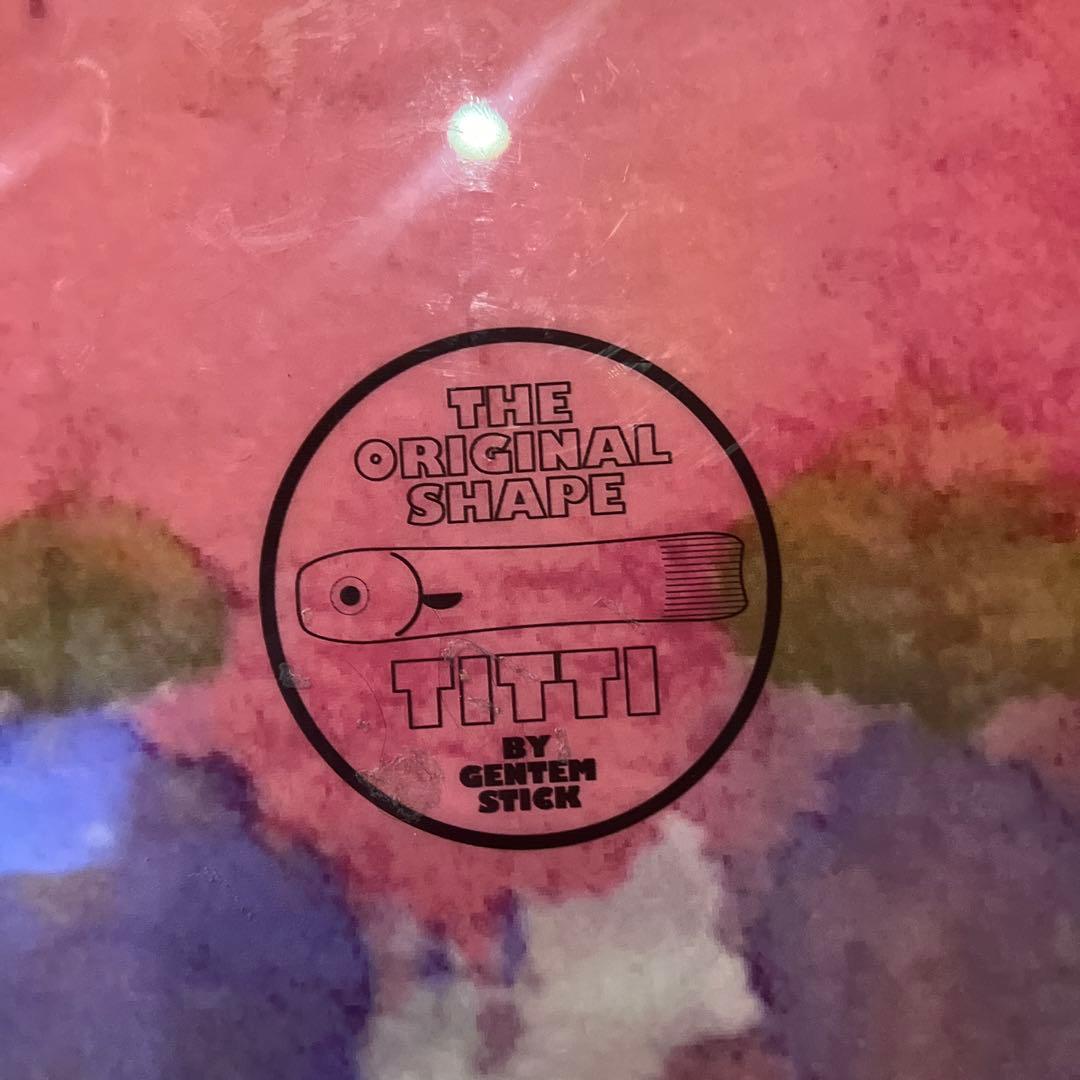 THE
ORIGINAL
SHAPE
TITTI
BY
GENTEM
STICK